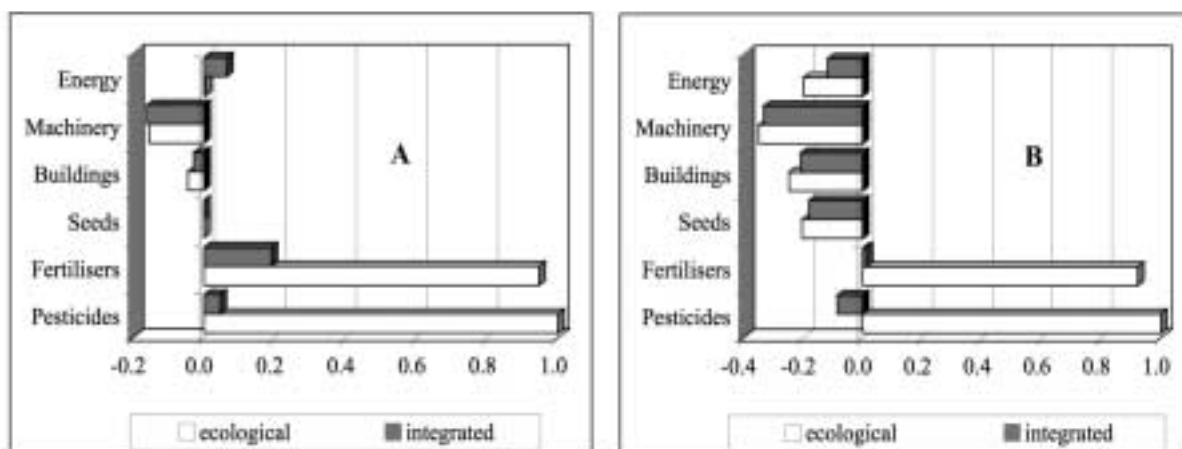 Energy
Machinery
Buildings
Seeds
Fertilisers
Pesticides
A
-0.2 0.0 0.2 0.4 0.6 0.8 1.0
ecological integrated
Energy
Machinery
Buildings
Seeds
Fertilisers
Pesticides
B
-0.4 -0.2 0.0 0.2 0.4 0.6 0.8 1.0
ecological integrated